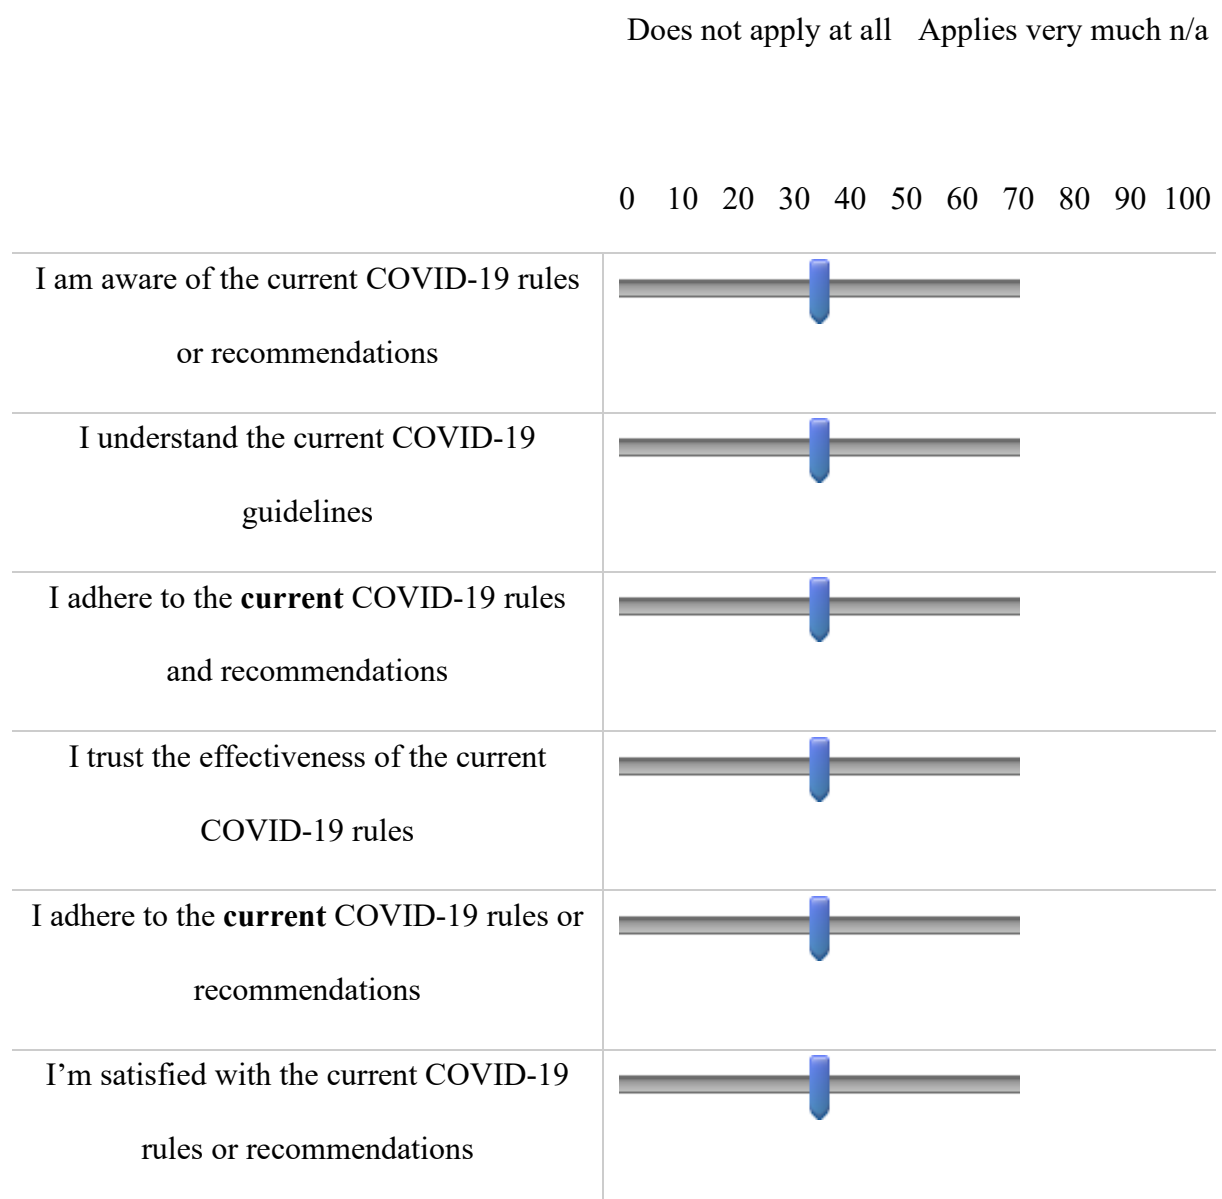 Does not apply at all Applies very much n/a
0 10 20 30 40 50 60 70 80 90 100
I am aware of the current COVID-19 rules
or recommendations
I understand the current COVID-19
guidelines
I adhere to the current COVID-19 rules
and recommendations
I trust the effectiveness of the current
COVID-19 rules
I adhere to the current COVID-19 rules or
recommendations
I’m satisfied with the current COVID-19
rules or recommendations